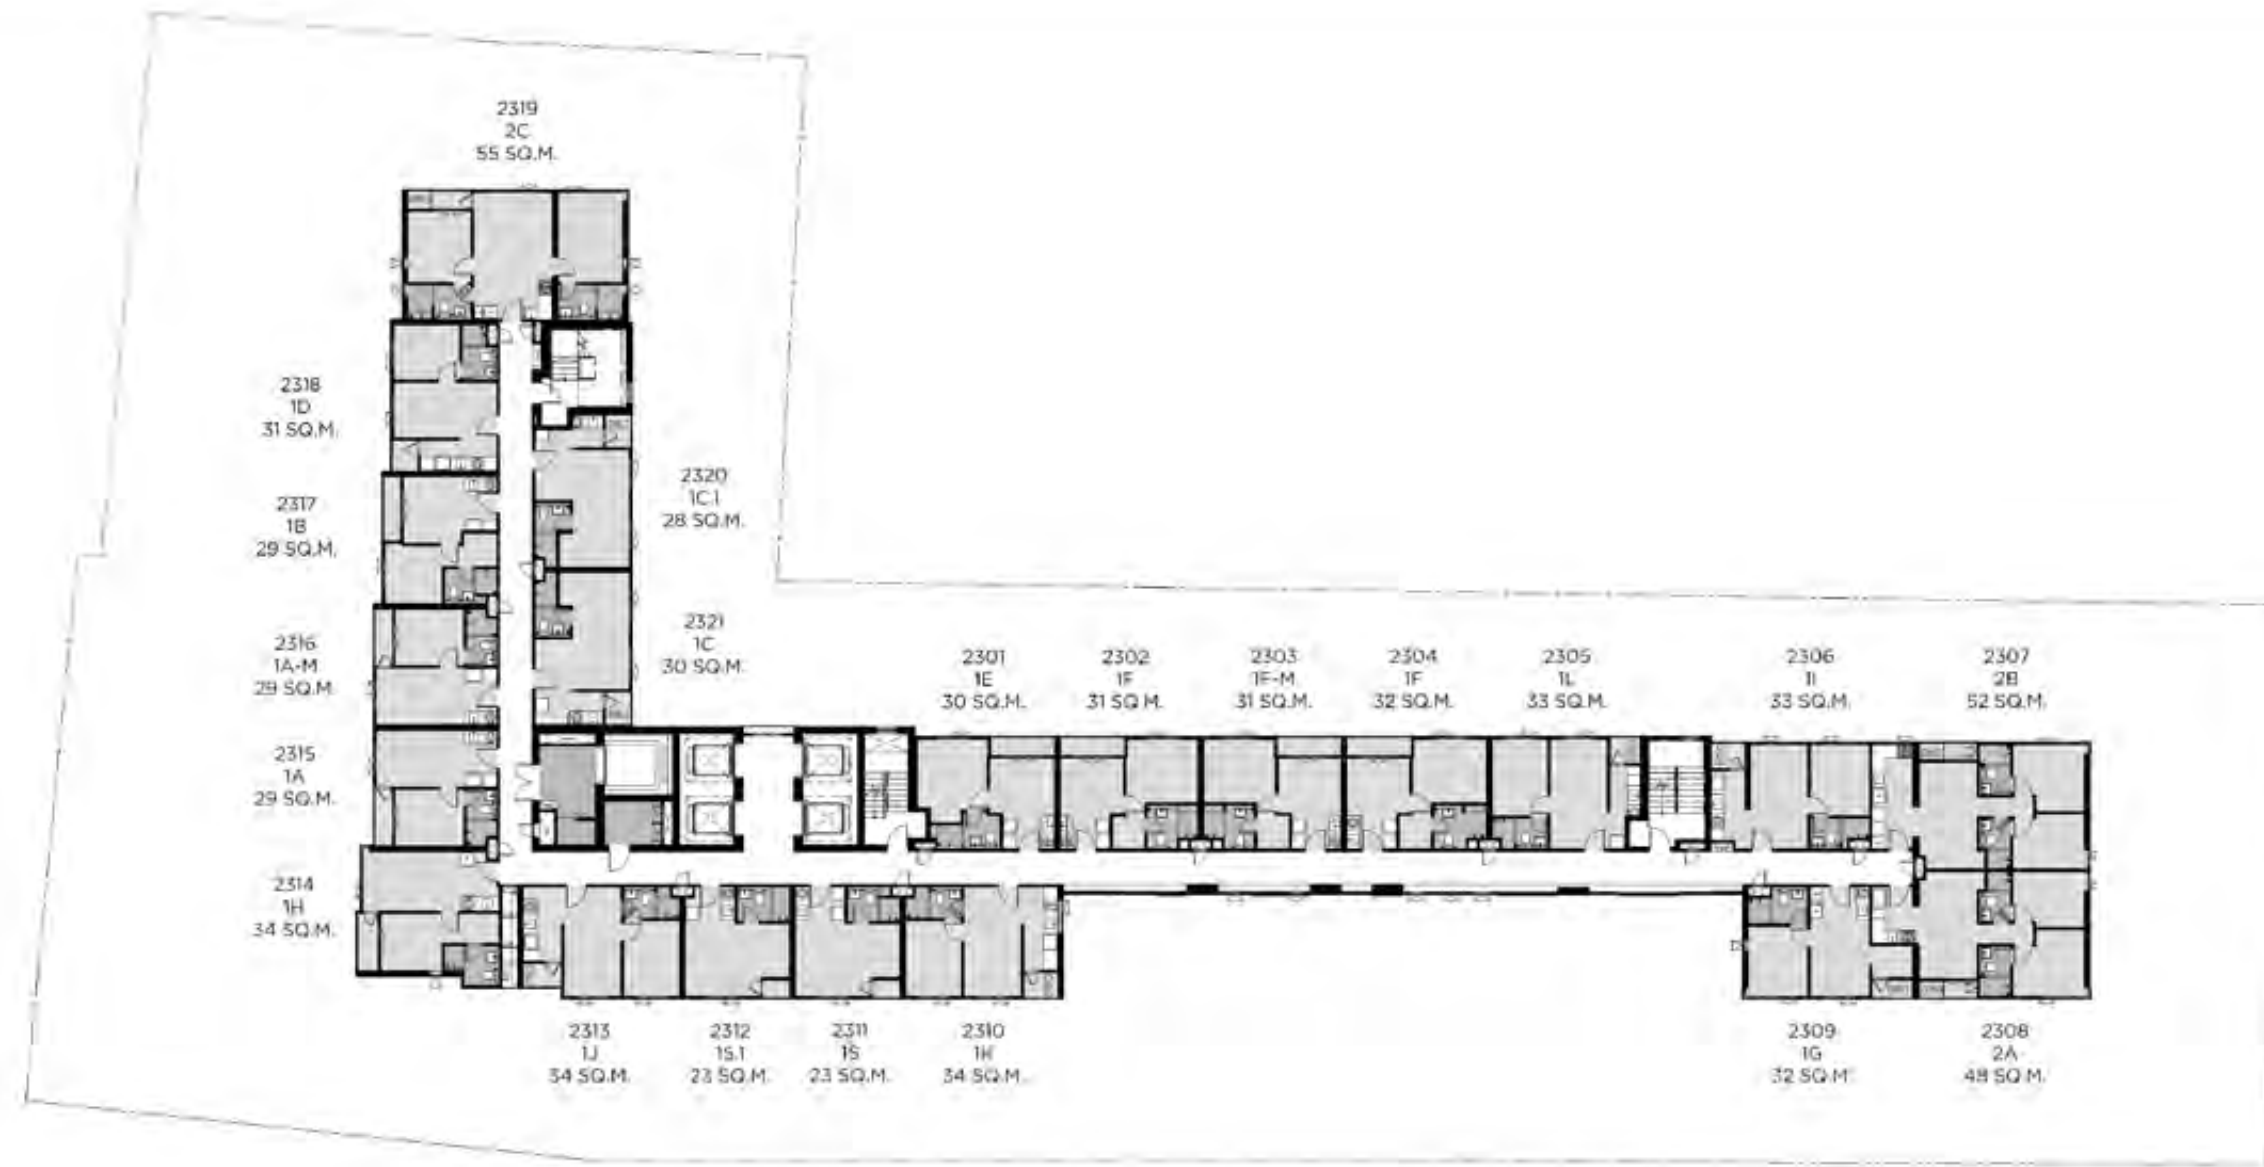 2319
2C
55 SQ.M.
2318
1D
31 SQ.M.
2320
1C.1
28 SQ.M.
2317
1B
29 SQ.M.
2321
1C
30 SQ.M.
2316
1A-M
29 SQ.M.
2301
1E
30 SQ.M.
2302
1F
31 SQ.M.
2303
1F-M
31 SQ.M.
2304
1F
32 SQ.M.
2305
1L
33 SQ.M.
2306
1I
33 SQ.M.
2307
2B
52 SQ.M.
2315
1A
29 SQ.M.
2314
1H
34 SQ.M.
2313
1J
34 SQ.M.
2312
1S.1
23 SQ.M.
2311
1S
23 SQ.M.
2310
1K
34 SQ.M.
2309
1G
32 SQ.M.
2308
2A
48 SQ.M.